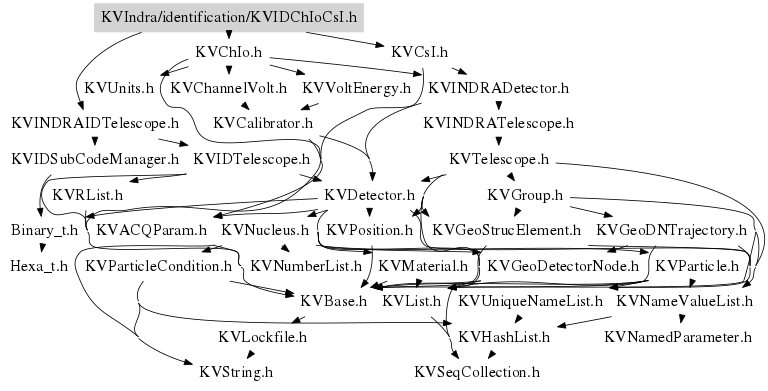 KVIndra/identification/KVIDChIoCsI.h
KVChIo.h KVCsI.h
KVUnits.h KVChannelVolt.h KVVoltEnergy.h KVINDRADetector.h
KVINDRAIDTelescope.h KVCalibrator.h KVINDRATelescope.h
KVIDSubCodeManager.h KVIDTelescope.h KVTelescope.h
KVRList.h KVDetector.h KVGroup.h
Binary_t.h KVACQParam.h KVNucleus.h KVPosition.h KVGeoStrucElement.h KVGeoDNTrajectory.h
Hexa_t.h KVParticleCondition.h KVNumberList.h KVMaterial.h KVGeoDetectorNode.h KVParticle.h
KVBase.h KVList.h KVUniqueNameList.h KVNameValueList.h
KVLockfile.h KVHashList.h KVNamedParameter.h
KVString.h KVSeqCollection.h